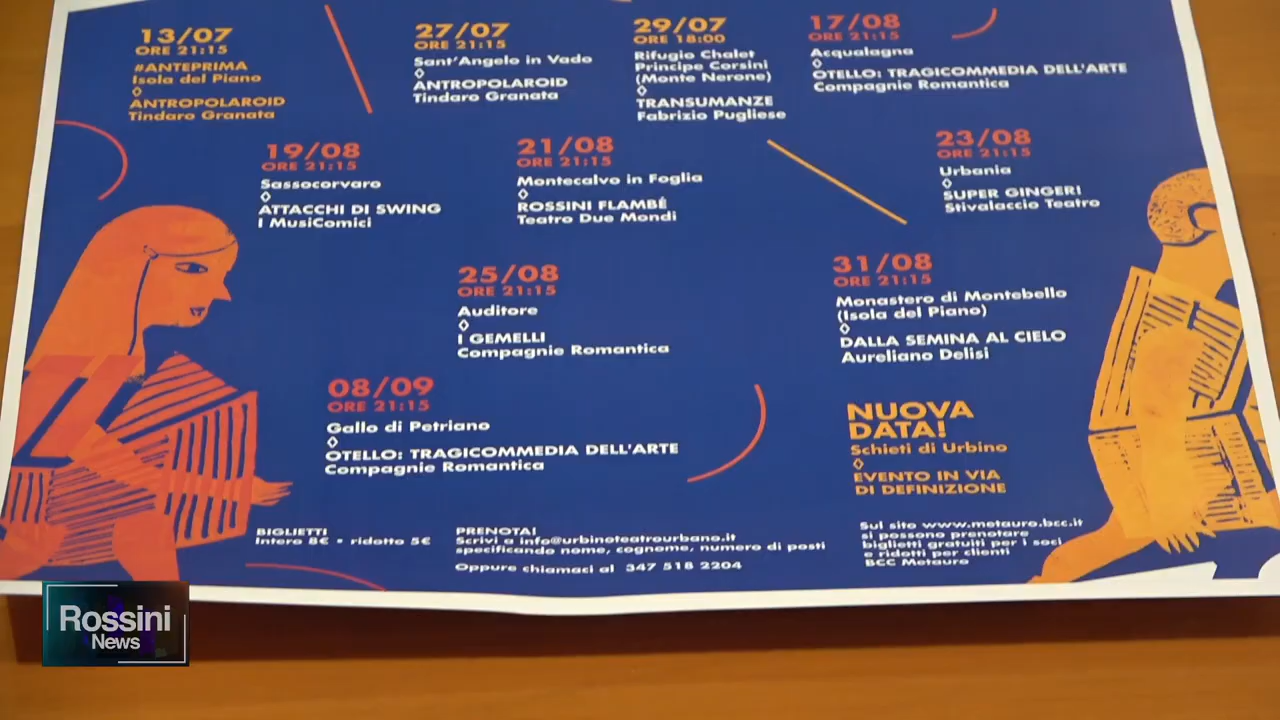 13/07
ORE 21:15
#ANTEPRIMA
Isola del Piano
◊
ANTROPOLAROID
Tindaro Granata
27/07
ORE 21:15
Sant'Angelo in Vado
◊
ANTROPOLAROID
Tindaro Granata
29/07
ORE 18:00
Rifugio Chalet
Principe Corsini
(Monte Nerone)
◊
TRANSUMANZE
Fabrizio Pugliese
17/08
ORE 21:15
Acqualagna
◊
OTELLO: TRAGICOMMEDIA DELL'ARTE
Compagnie Romantica
19/08
ORE 21:15
Sassocorvaro
◊
ATTACCHI DI SWING
I MusiComici
21/08
ORE 21:15
Montecalvo in Foglia
◊
ROSSINI FLAMBÉ
Teatro Due Mondi
23/08
ORE 21:15
Urbania
◊
SUPER GINGER!
Stivalaccio Teatro
25/08
ORE 21:15
Auditore
◊
I GEMELLI
Compagnie Romantica
31/08
ORE 21:15
Monastero di Montebello
(Isola del Piano)
◊
DALLA SEMINA AL CIELO
Aureliano Delisi
08/09
ORE 21:15
Gallo di Petriano
◊
OTELLO: TRAGICOMMEDIA DELL'ARTE
Compagnie Romantica
NUOVA
DATA!
Schieti di Urbino
◊
EVENTO IN VIA
DI DEFINIZIONE
BIGLIETTI
Intero 8€ • ridotto 5€
PRENOTA!
Scrivi a info@urbinoteatrourbano.it
specificando nome, cognome, numero di posti
Oppure chiamaci al 347 518 2204
Sul sito www.metauro.bcc.it
si possono prenotare
biglietti gratuiti per i soci
e ridotti per clienti
BCC Metauro
Rossini
News